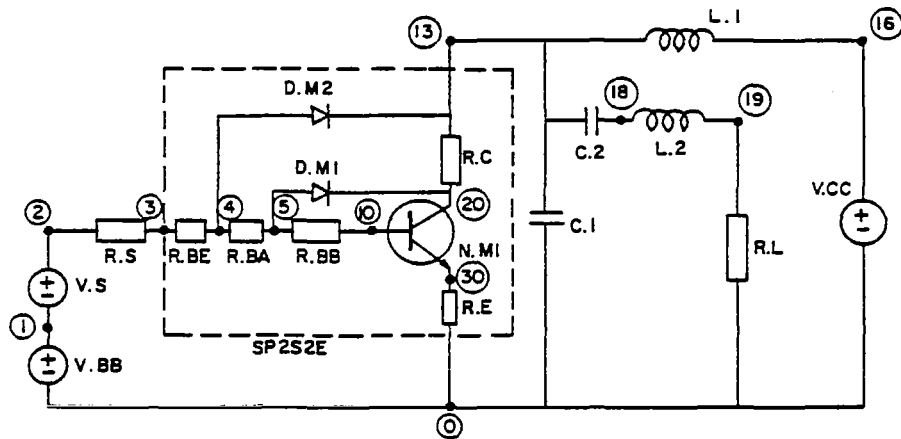 13
L.1
16
D.M2
18
19
R.C
C.2
L.2
D.M1
V.CC
2
3
4
5
10
20
C.1
R.S
R.BE
R.BA
R.BB
N.M1
R.L
30
V.S
R.E
1
SP2S2E
V.BB
0